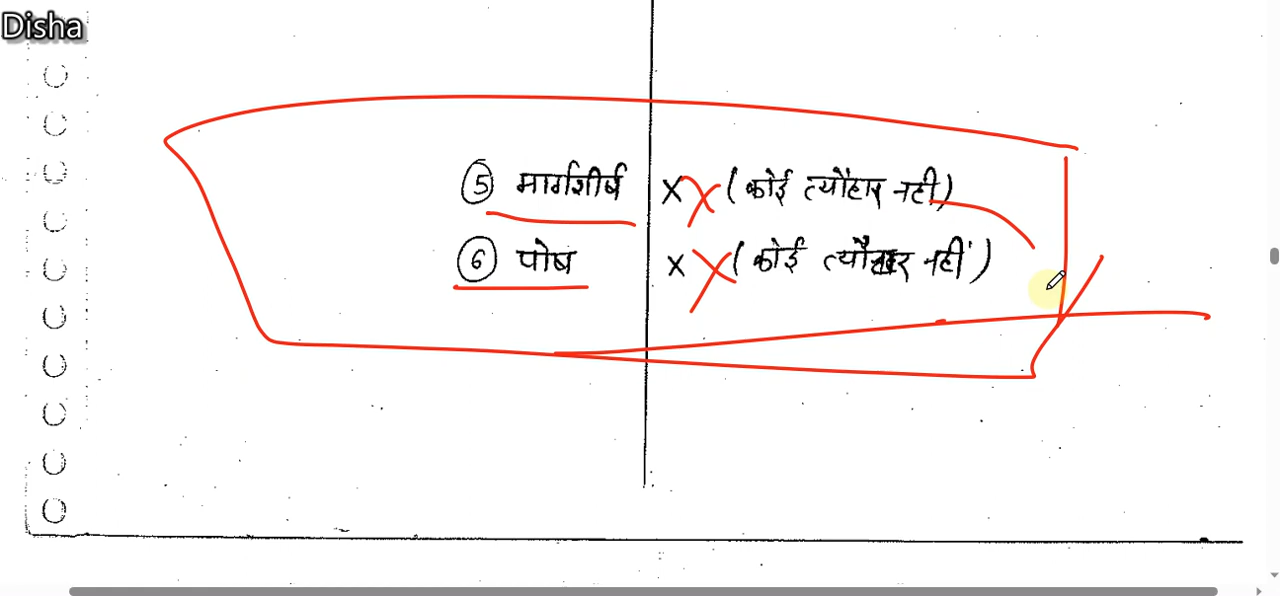 Disha
⑤ मार्गशीर्ष × (कोई त्यौहार नही)
⑥ पोष × (कोई त्यौहार नहीं)